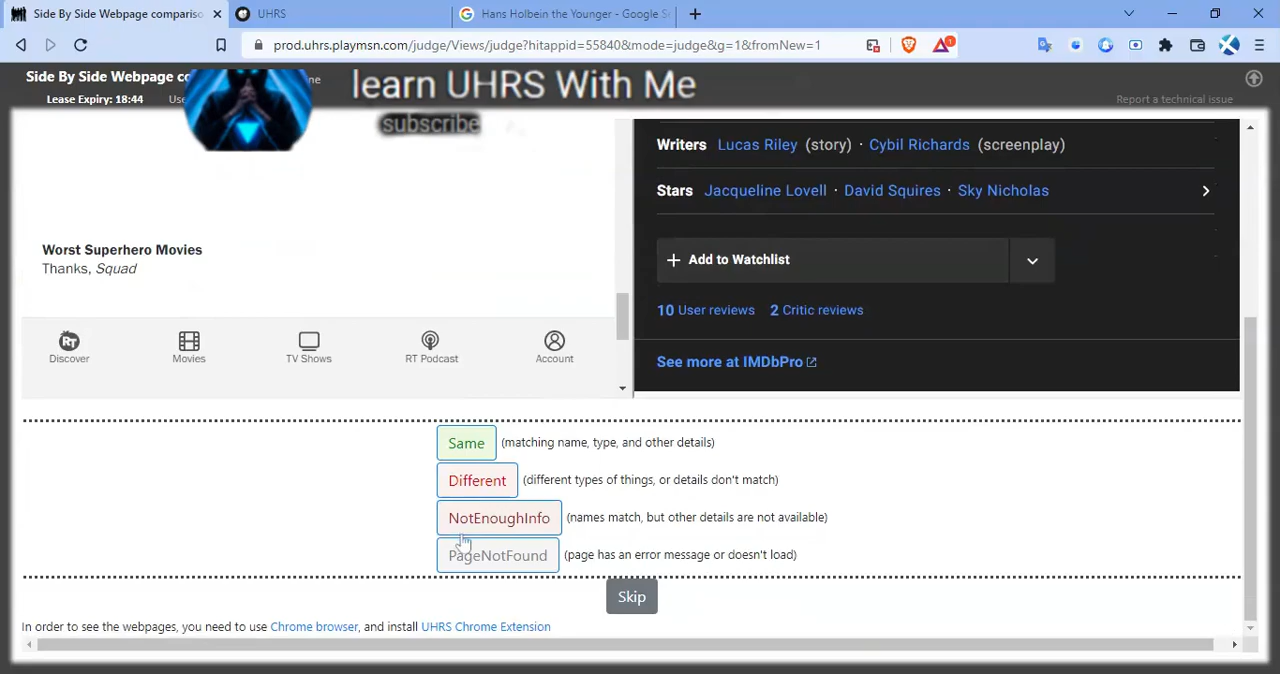 Side By Side Webpage compariso
UHRS
Hans Holbein the Younger - Google Se
prod.uhrs.playmsn.com/judge/Views/judge?hitappid=55840&mode=judge&g=1&fromNew=1
1
Side By Side Webpage co
learn UHRS With Me
Lease Expiry: 18:44
Report a technical issue
subscribe
Writers Lucas Riley (story) · Cybil Richards (screenplay)
Stars Jacqueline Lovell · David Squires · Sky Nicholas
Worst Superhero Movies
Thanks, Squad
+ Add to Watchlist
10 User reviews 2 Critic reviews
RT
Discover
Movies
TV Shows
RT Podcast
Account
See more at IMDbPro
Same (matching name, type, and other details)
Different (different types of things, or details don't match)
NotEnoughInfo (names match, but other details are not available)
PageNotFound (page has an error message or doesn't load)
Skip
In order to see the webpages, you need to use Chrome browser, and install UHRS Chrome Extension